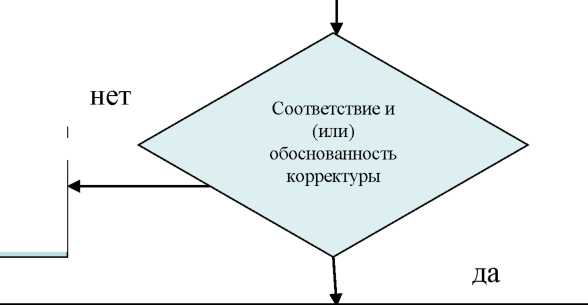 нет
Соответствие и
(или)
обоснованность
корректуры
да